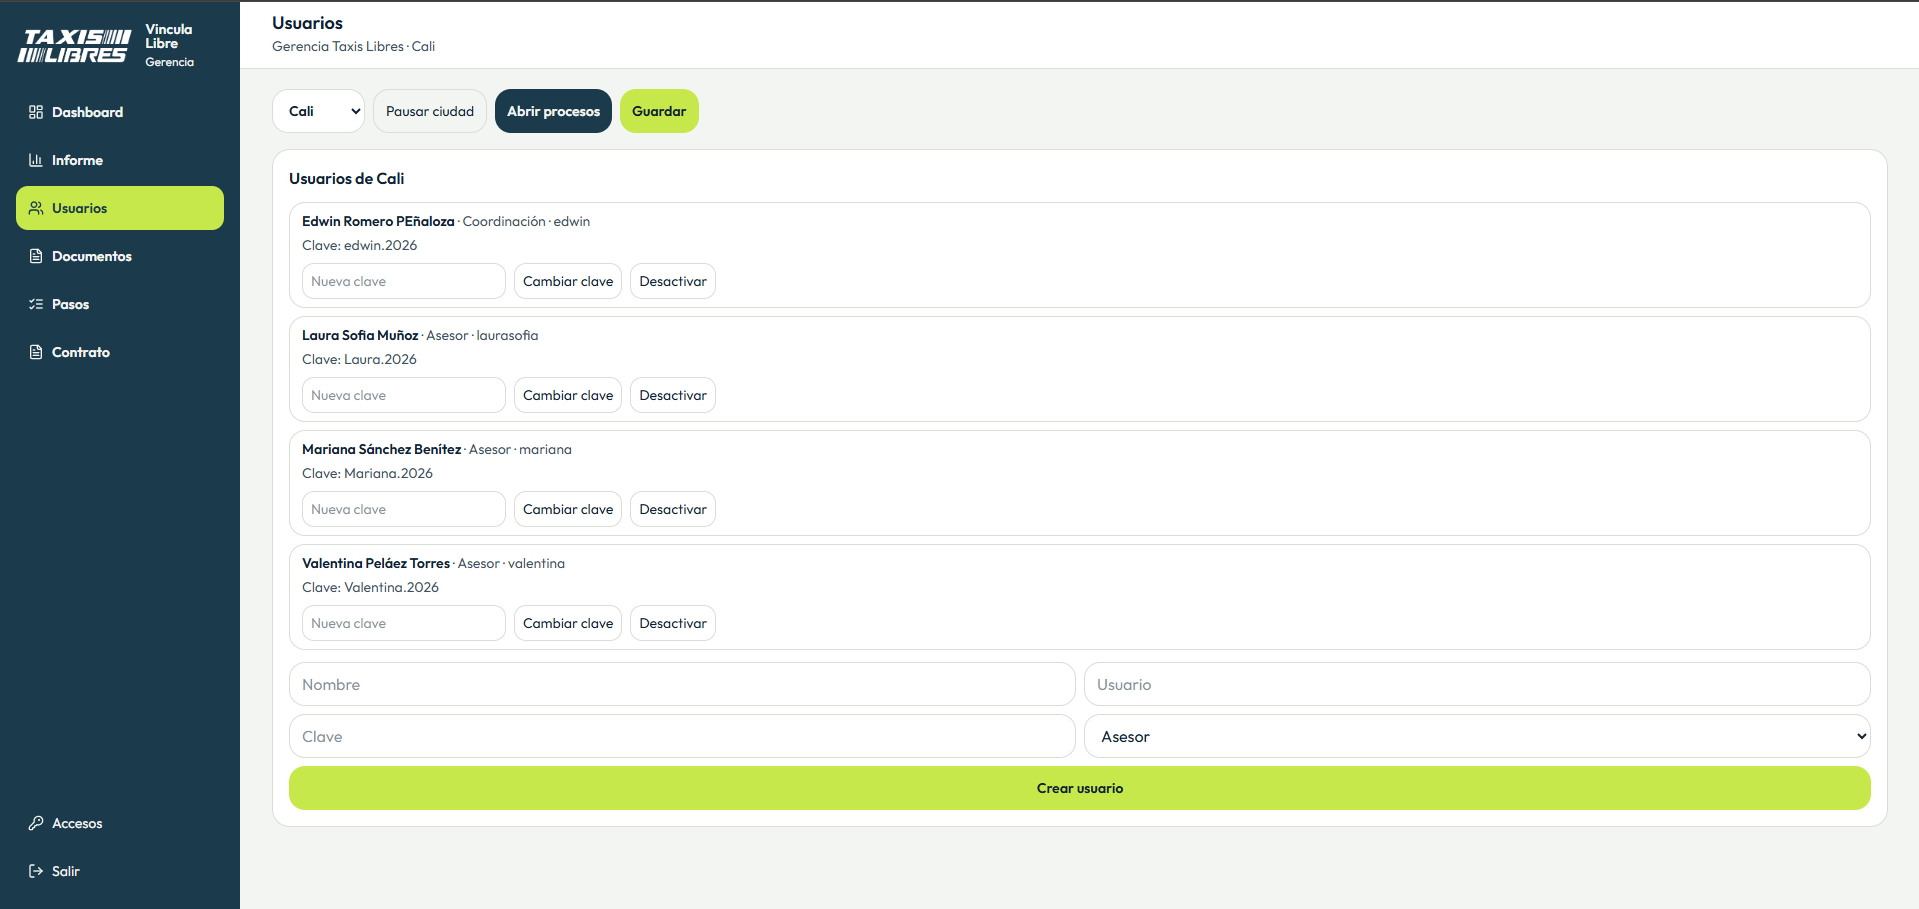 TAXIS
LIBRES
Vincula
Libre
Gerencia
Dashboard
Informe
Usuarios
Documentos
Pasos
Contrato
Accesos
Salir
Usuarios
Gerencia Taxis Libres · Cali
Cali
Pausar ciudad
Abrir procesos
Guardar
Usuarios de Cali
Edwin Romero PEñaloza · Coordinación · edwin
Clave: edwin.2026
Nueva clave
Cambiar clave
Desactivar
Laura Sofia Muñoz · Asesor · laurasofia
Clave: Laura.2026
Nueva clave
Cambiar clave
Desactivar
Mariana Sánchez Benítez · Asesor · mariana
Clave: Mariana.2026
Nueva clave
Cambiar clave
Desactivar
Valentina Peláez Torres · Asesor · valentina
Clave: Valentina.2026
Nueva clave
Cambiar clave
Desactivar
Nombre
Usuario
Clave
Asesor
Crear usuario